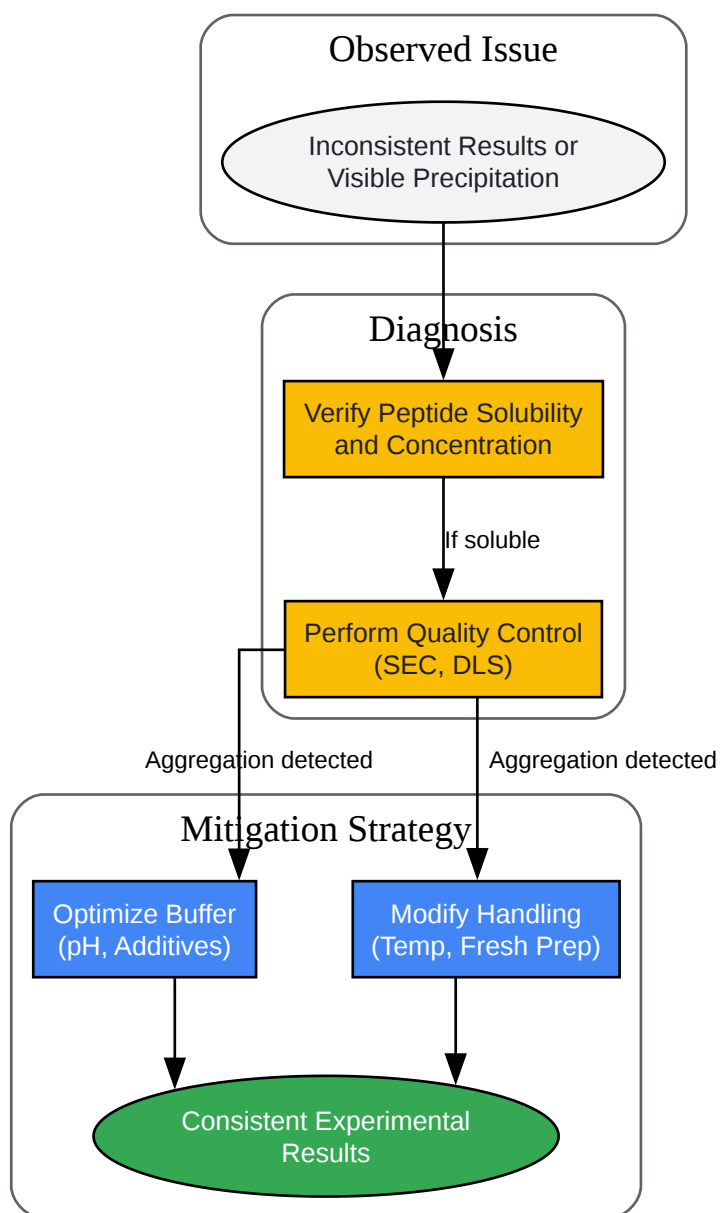 Observed Issue
Inconsistent Results or
Visible Precipitation
Diagnosis
Verify Peptide Solubility
and Concentration
If soluble
Perform Quality Control
(SEC, DLS)
Aggregation detected
Aggregation detected
Mitigation Strategy
Optimize Buffer
(pH, Additives)
Modify Handling
(Temp, Fresh Prep)
Consistent Experimental
Results